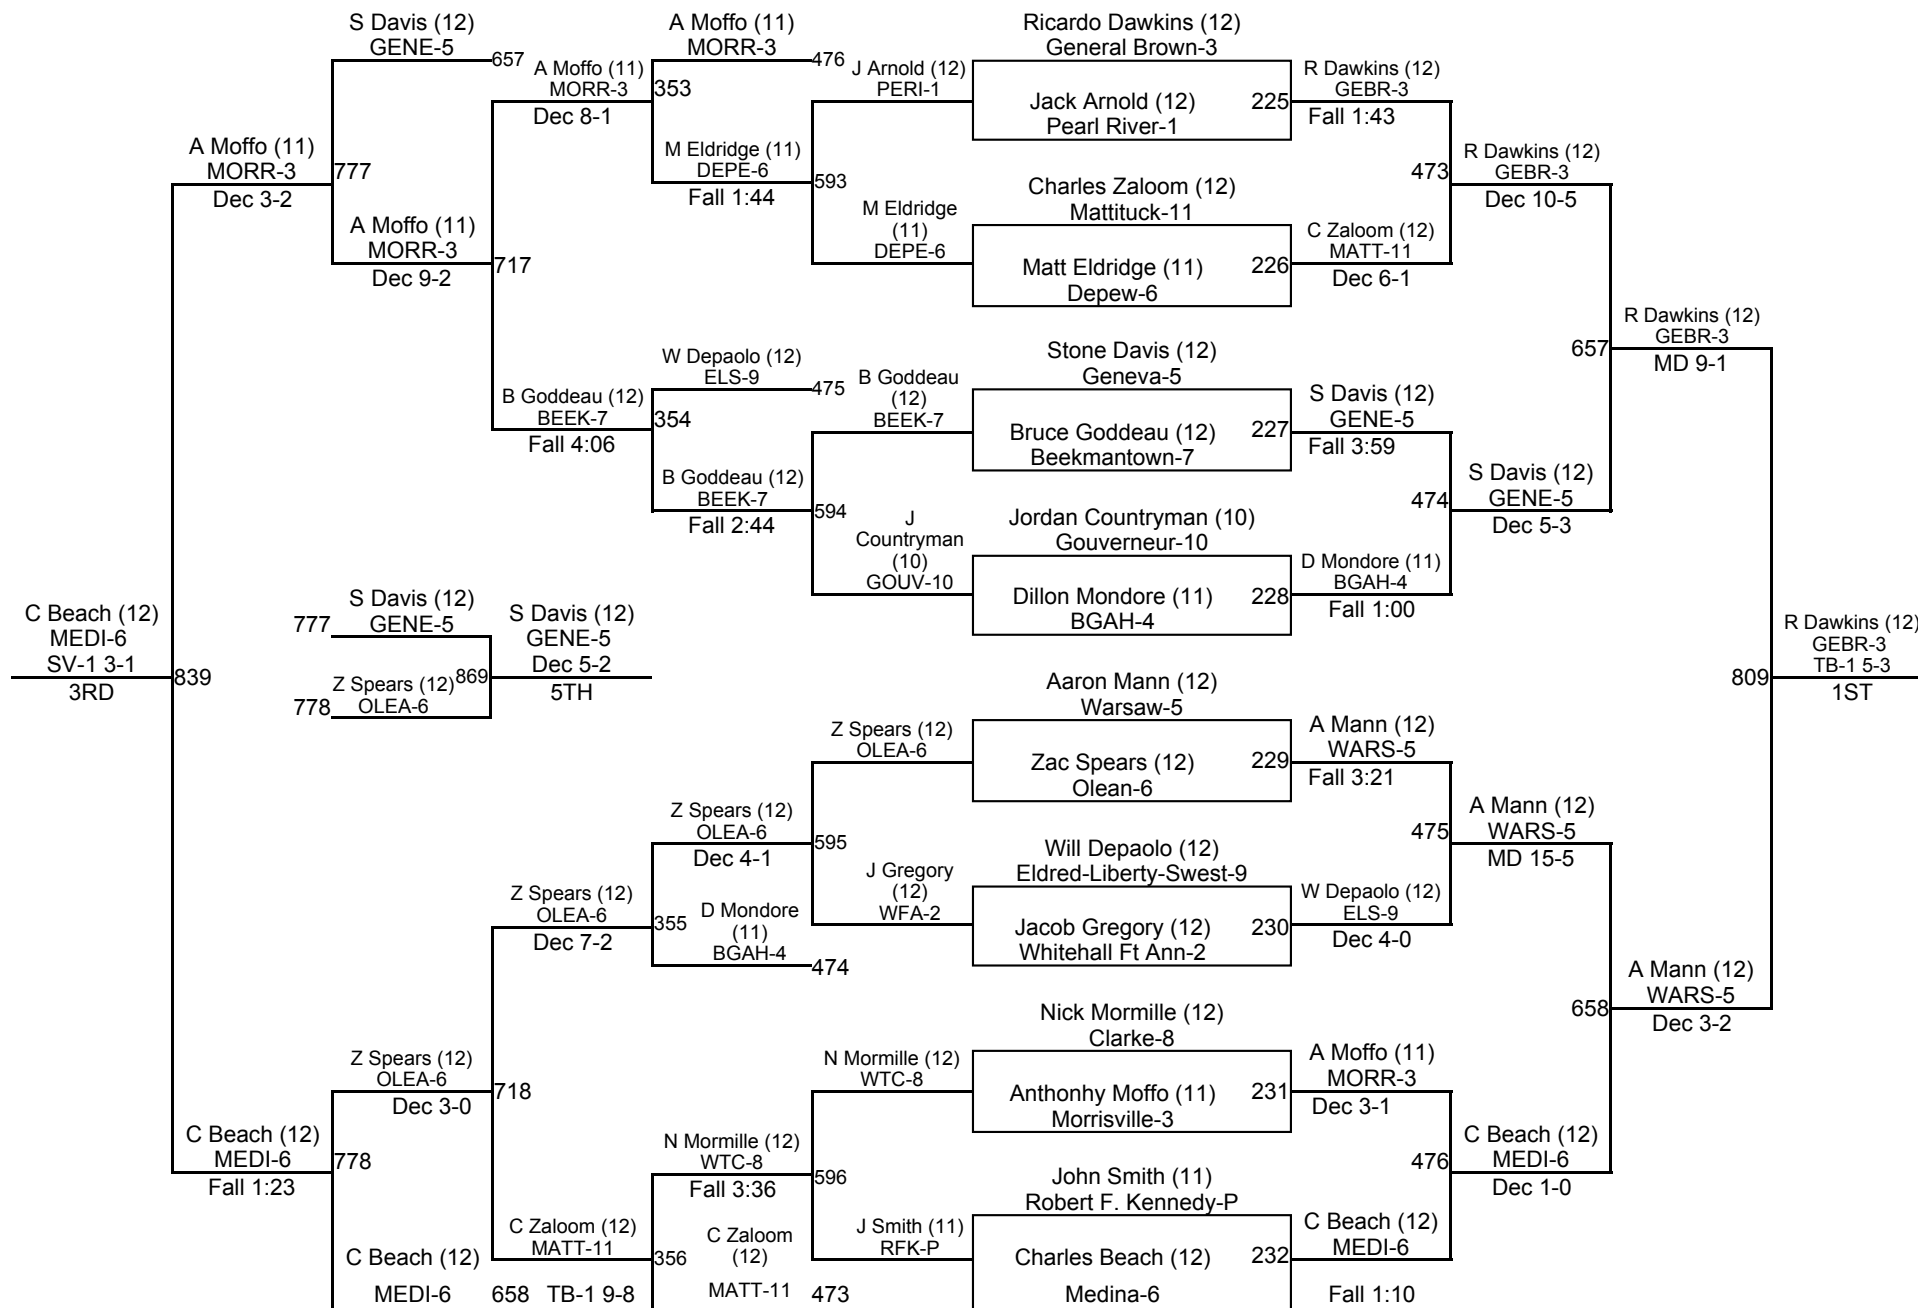 S Davis (12)
GENE-5
657
A Moffo (11)
MORR-3
Dec 8-1
353
A Moffo (11)
MORR-3
476
J Arnold (12)
PERI-1
Ricardo Dawkins (12)
General Brown-3
Jack Arnold (12)
Pearl River-1
225
R Dawkins (12)
GEBR-3
Fall 1:43
A Moffo (11)
MORR-3
Dec 3-2
777
M Eldridge (11)
DEPE-6
Fall 1:44
593
473
R Dawkins (12)
GEBR-3
Dec 10-5
A Moffo (11)
MORR-3
Dec 9-2
717
M Eldridge
(11)
DEPE-6
Charles Zaloom (12)
Mattituck-11
Matt Eldridge (11)
Depew-6
226
C Zaloom (12)
MATT-11
Dec 6-1
657
R Dawkins (12)
GEBR-3
MD 9-1
W Depaolo (12)
ELS-9
475
B Goddeau (12)
BEEK-7
Fall 4:06
354
B Goddeau
(12)
BEEK-7
Stone Davis (12)
Geneva-5
Bruce Goddeau (12)
Beekmantown-7
227
S Davis (12)
GENE-5
Fall 3:59
B Goddeau (12)
BEEK-7
Fall 2:44
594
474
S Davis (12)
GENE-5
Dec 5-3
J
Countryman
(10)
GOUV-10
Jordan Countryman (10)
Gouverneur-10
Dillon Mondore (11)
BGAH-4
228
D Mondore (11)
BGAH-4
Fall 1:00
C Beach (12)
MEDI-6
SV-1 3-1
3RD
839
777
S Davis (12)
GENE-5
778
Z Spears (12)
OLEA-6
869
S Davis (12)
GENE-5
Dec 5-2
5TH
809
R Dawkins (12)
GEBR-3
TB-1 5-3
1ST
Z Spears (12)
OLEA-6
Aaron Mann (12)
Warsaw-5
Zac Spears (12)
Olean-6
229
A Mann (12)
WARS-5
Fall 3:21
Z Spears (12)
OLEA-6
Dec 4-1
595
475
A Mann (12)
WARS-5
MD 15-5
Z Spears (12)
OLEA-6
Dec 7-2
355
D Mondore
(11)
BGAH-4
474
J Gregory
(12)
WFA-2
Will Depaolo (12)
Eldred-Liberty-Swest-9
Jacob Gregory (12)
Whitehall Ft Ann-2
230
W Depaolo (12)
ELS-9
Dec 4-0
658
A Mann (12)
WARS-5
Dec 3-2
Z Spears (12)
OLEA-6
Dec 3-0
718
N Mormille (12)
WTC-8
Nick Mormille (12)
Clarke-8
Anthonhy Moffo (11)
Morrisville-3
231
A Moffo (11)
MORR-3
Dec 3-1
C Beach (12)
MEDI-6
Fall 1:23
778
N Mormille (12)
WTC-8
Fall 3:36
596
476
C Beach (12)
MEDI-6
Dec 1-0
C Zaloom (12)
MATT-11
356
C Zaloom
(12)
J Smith (11)
RFK-P
John Smith (11)
Robert F. Kennedy-P
Charles Beach (12)
232
C Beach (12)
MEDI-6
C Beach (12)
MEDI-6
658
TB-1 9-8
MATT-11
473
Medina-6
Fall 1:10